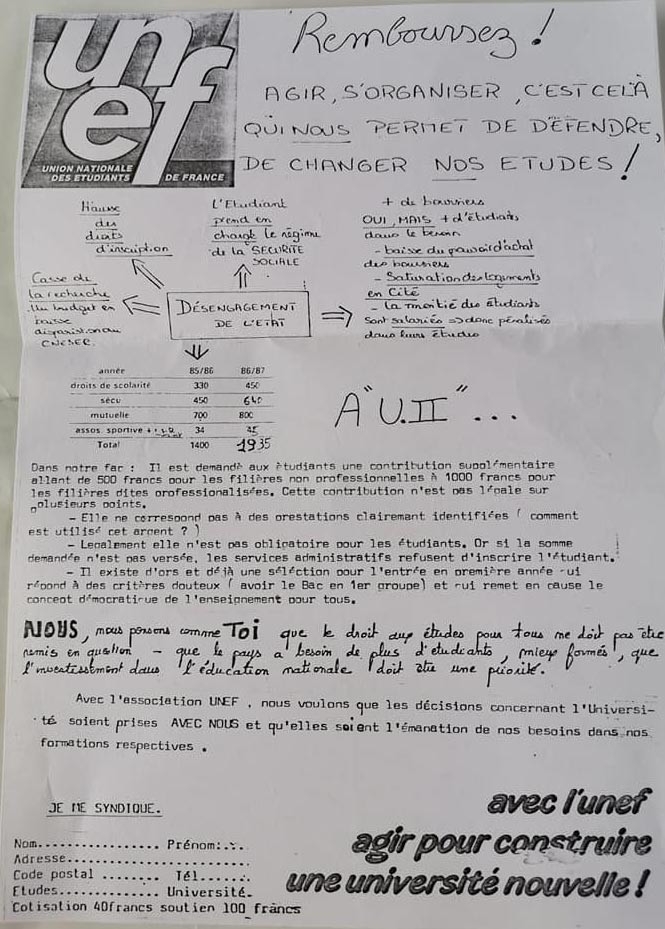 unef
UNION NATIONALE
DES ETUDIANTS DE FRANCE
Remboursez !
AGIR, S'ORGANISER, C'EST CELÀ
QUI NOUS PERMET DE DÉFENDRE,
DE CHANGER NOS ETUDES !
Hausse
des
droits
d'inscription
L'Etudiant
prend en
charge le régime
de la SECURITE
SOCIALE
+ de boursiers
OUI, MAIS + d'étudiants
dans le besoin
- baisse du pouvoir d'achat
des boursiers
- Saturation des logements
en Cité
- La moitié des étudiants
sont salariés => donc pénalisés
dans leurs études
Casse de
la recherche
Un budget en
baisse
disparition du
CNESER.
DÉSENGAGEMENT
DE L'ETAT
année 85/86 86/87
droits de scolarité 330 450
sécu 450 640
mutuelle 700 800
assos. sportive 34 45
Total 1400 1935
A "U.II" ...
Dans notre fac : Il est demandè aux ètudiants une contribution supplémentaire
allant de 500 francs pour les filières non professionnelles à 1000 francs pour
les filières dites professionalisées. Cette contribution n'est pas légale sur
plusieurs points.
- Elle ne correspond pas à des prestations clairement identifiées ( comment
est utilisé cet argent ? )
- Legalement elle n'est pas obligatoire pour les étudiants. Or si la somme
demandée n'est pas versée, les services administratifs refusent d'inscrire l'étudiant.
- Il existe d'ors et déjà une séléction pour l'entrée en première année qui
répond à des critères douteux ( avoir le Bac en 1er groupe) et qui remet en cause le
concept démocratique de l'enseignement pour tous.
NOUS, nous pensons comme TOI que le droit aux études pour tous ne doit pas être
remis en question - que le pays a besoin de plus d'étudiants, mieux formés, que
l'investissement dans l'éducation nationale doit être une priorité.
Avec l'association UNEF , nous voulons que les décisions concernant l'Universi-
té soient prises AVEC NOUS et qu'elles soient l'émanation de nos besoins dans nos
formations respectives .
JE ME SYNDIQUE.
avec l'unef
agir pour construire
une université nouvelle !
Nom................ Prénom:...
Adresse........................
Code postal ........ Tél.......
Etudes............. Université.
Cotisation 40francs soutien 100 francs